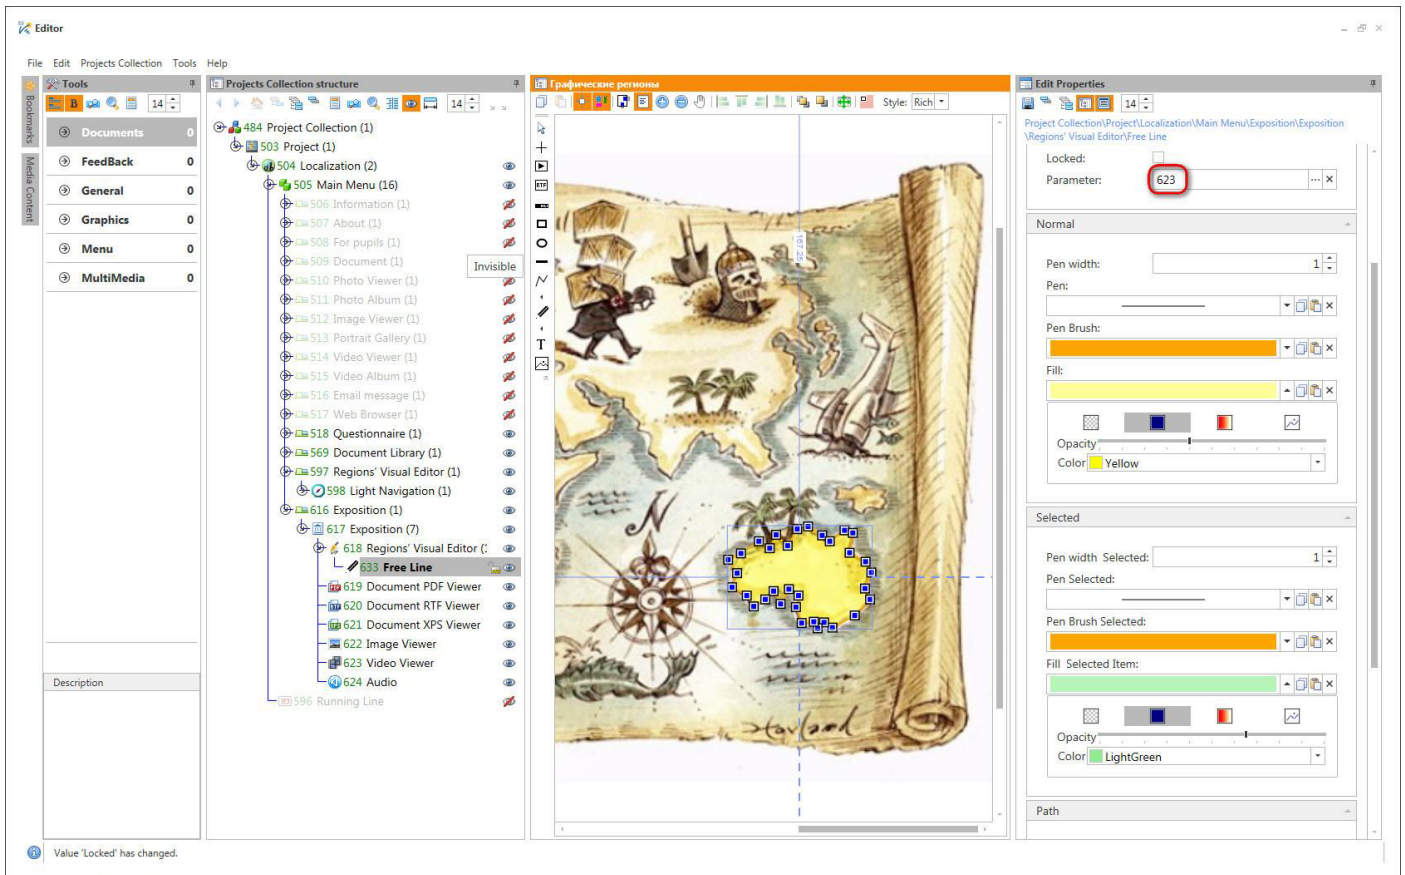 Editor
File Edit Projects Collection Tools Help
Bookmarks
Media Content
Tools
B 14
Documents 0
FeedBack 0
General 0
Graphics 0
Menu 0
MultiMedia 0
Description
Projects Collection structure
14
484 Project Collection (1)
503 Project (1)
504 Localization (2)
505 Main Menu (16)
506 Information (1)
507 About (1)
508 For pupils (1)
509 Document (1)
Invisible
510 Photo Viewer (1)
511 Photo Album (1)
512 Image Viewer (1)
513 Portrait Gallery (1)
514 Video Viewer (1)
515 Video Album (1)
516 Email message (1)
517 Web Browser (1)
518 Questionnaire (1)
569 Document Library (1)
597 Regions' Visual Editor (1)
598 Light Navigation (1)
616 Exposition (1)
617 Exposition (7)
618 Regions' Visual Editor (:
633 Free Line
619 Document PDF Viewer
620 Document RTF Viewer
621 Document XPS Viewer
622 Image Viewer
623 Video Viewer
624 Audio
596 Running Line
Графические регионы
Style: Rich
RTF
T
167.25
N
Edit Properties
14
Project Collection\Project\Localization\Main Menu\Exposition\Exposition
\Regions' Visual Editor\Free Line
Locked:
Parameter: 623 ...
Normal
Pen width: 1
Pen:
Pen Brush:
Fill:
Opacity
Color Yellow
Selected
Pen width Selected: 1
Pen Selected:
Pen Brush Selected:
Fill Selected Item:
Opacity
Color LightGreen
Path
Value 'Locked' has changed.